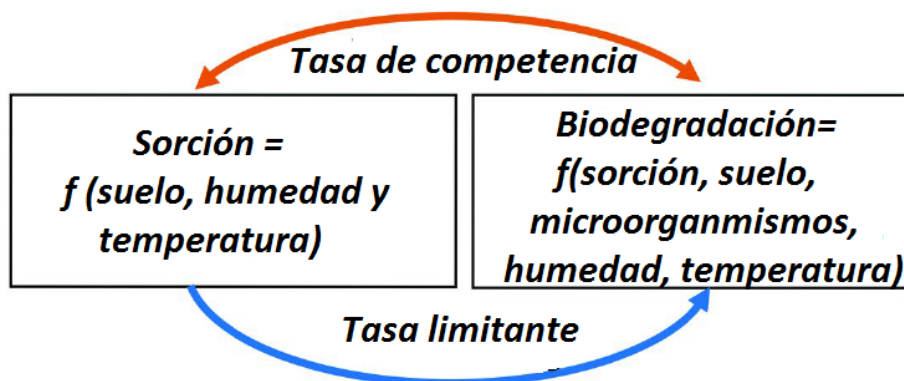 Tasa de competencia
Sorción =
f (suelo, humedad y
temperatura)
Biodegradación=
f(sorción, suelo,
microorganmismos,
humedad, temperatura)
Tasa limitante